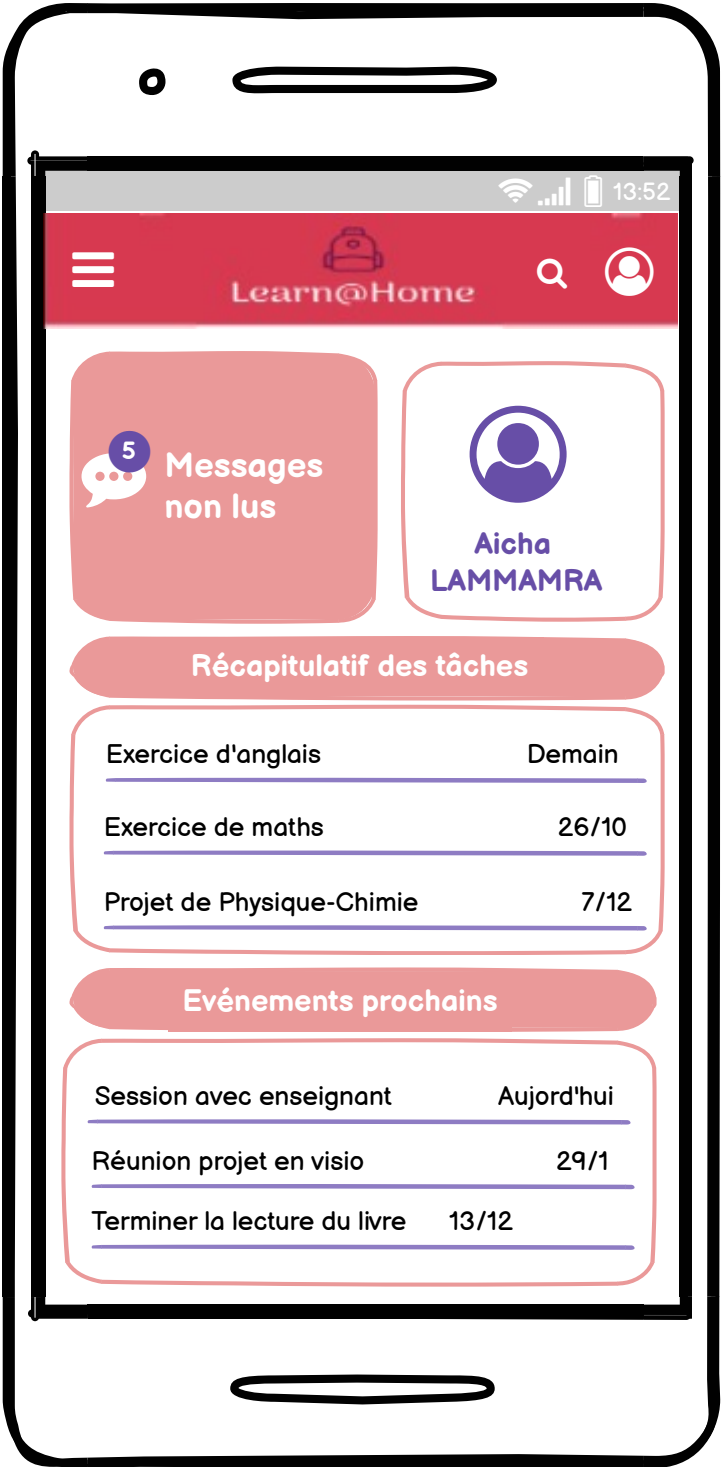 13:52
Learn@Home
5
Messages
non lus
Aicha
LAMMAMRA
Récapitulatif des tâches
Exercice d'anglais Demain
Exercice de maths 26/10
Projet de Physique-Chimie 7/12
Evénements prochains
Session avec enseignant Aujord'hui
Réunion projet en visio 29/1
Terminer la lecture du livre 13/12